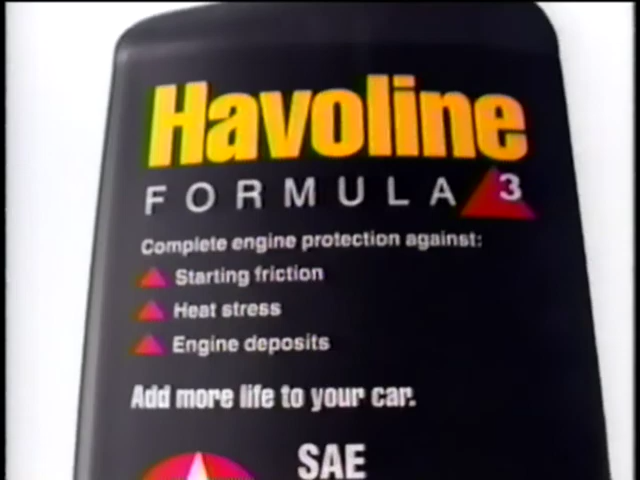 Havoline
FORMULA 3
Complete engine protection against:
Starting friction
Heat stress
Engine deposits
Add more life to your car.
SAE